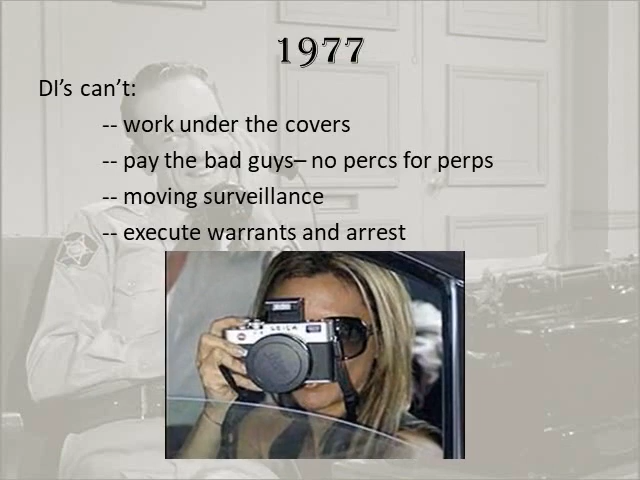 1977
DI’s can’t:
-- work under the covers
-- pay the bad guys– no percs for perps
-- moving surveillance
-- execute warrants and arrest
LEICA